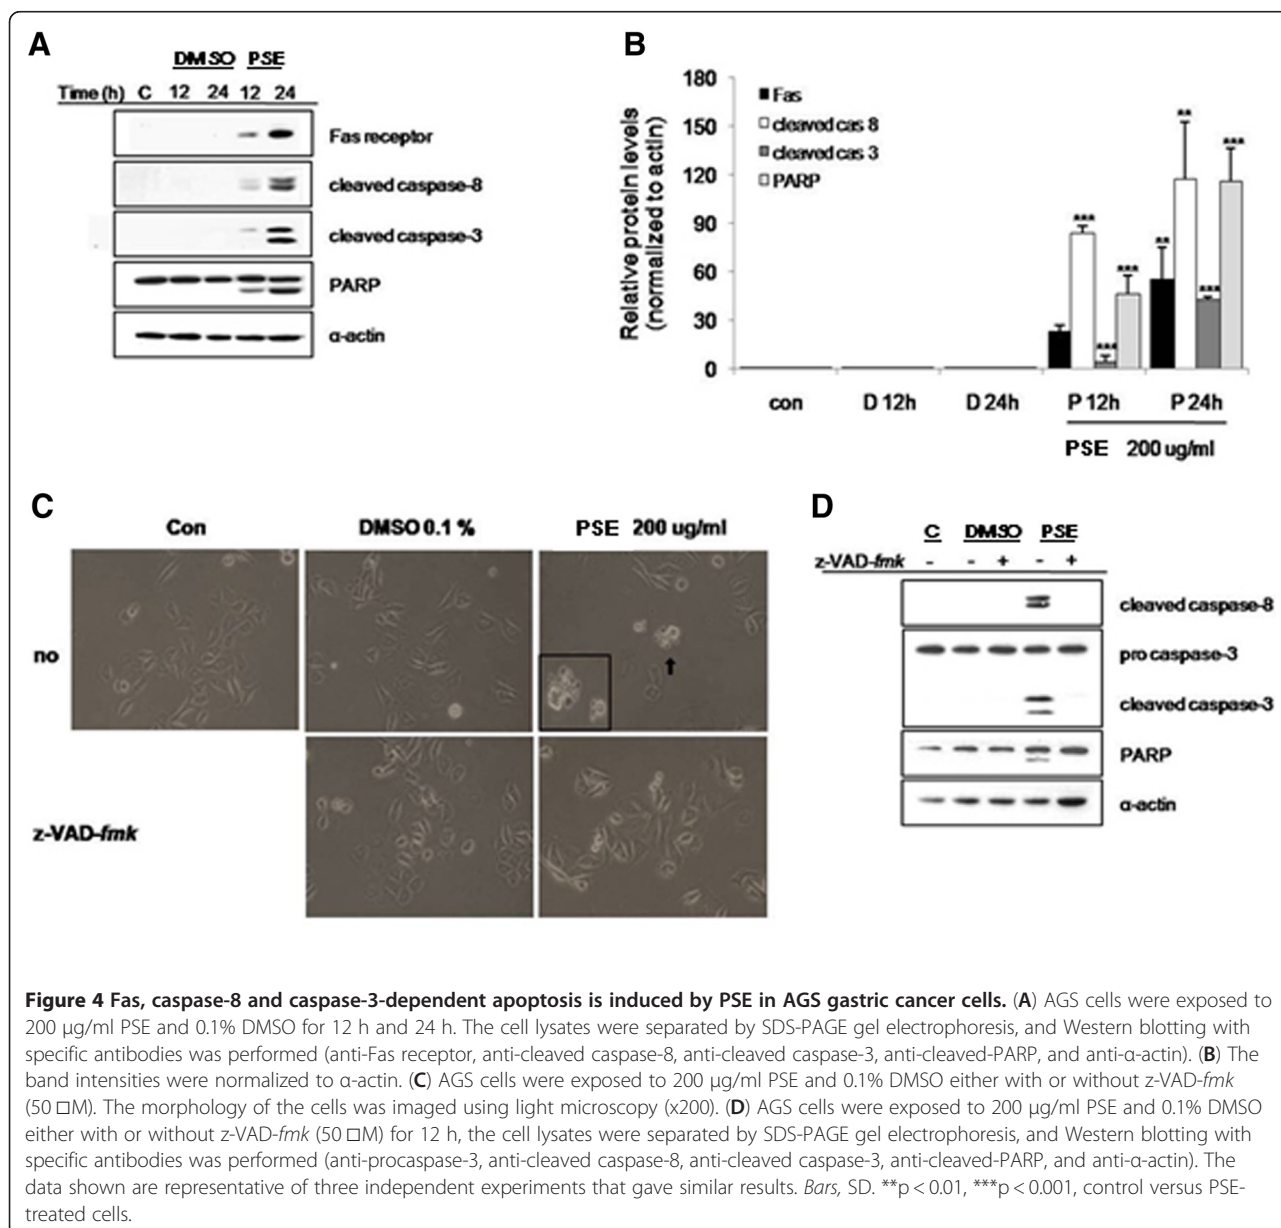 A
DMSO PSE
Time (h) C 12 24 12 24
Fas receptor
cleaved caspase-8
cleaved caspase-3
PARP
α-actin
B
Relative protein levels
(normalized to actin)
180
150
120
90
60
30
0
Fas
cleaved cas 8
cleaved cas 3
PARP
*** *** *** ** ** *** ***
con D 12h D 24h P 12h P 24h
PSE 200 ug/ml
C
Con DMSO 0.1 % PSE 200 ug/ml
no
z-VAD-fmk
D
C DMSO PSE
z-VAD-fmk - - + - +
cleaved caspase-8
pro caspase-3
cleaved caspase-3
PARP
α-actin
Figure 4 Fas, caspase-8 and caspase-3-dependent apoptosis is induced by PSE in AGS gastric cancer cells. (A) AGS cells were exposed to
200 μg/ml PSE and 0.1% DMSO for 12 h and 24 h. The cell lysates were separated by SDS-PAGE gel electrophoresis, and Western blotting with
specific antibodies was performed (anti-Fas receptor, anti-cleaved caspase-8, anti-cleaved caspase-3, anti-cleaved-PARP, and anti-α-actin). (B) The
band intensities were normalized to α-actin. (C) AGS cells were exposed to 200 μg/ml PSE and 0.1% DMSO either with or without z-VAD-fmk
(50 □M). The morphology of the cells was imaged using light microscopy (x200). (D) AGS cells were exposed to 200 μg/ml PSE and 0.1% DMSO
either with or without z-VAD-fmk (50 □M) for 12 h, the cell lysates were separated by SDS-PAGE gel electrophoresis, and Western blotting with
specific antibodies was performed (anti-procaspase-3, anti-cleaved caspase-8, anti-cleaved caspase-3, anti-cleaved-PARP, and anti-α-actin). The
data shown are representative of three independent experiments that gave similar results. Bars, SD. **p < 0.01, ***p < 0.001, control versus PSE-
treated cells.